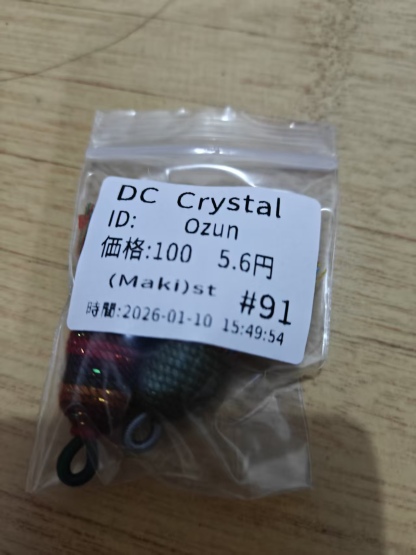 DC Crystal
ID: Ozun
価格:100 5.6円
(Maki)st #91
時間:2026-01-10 15:49:54